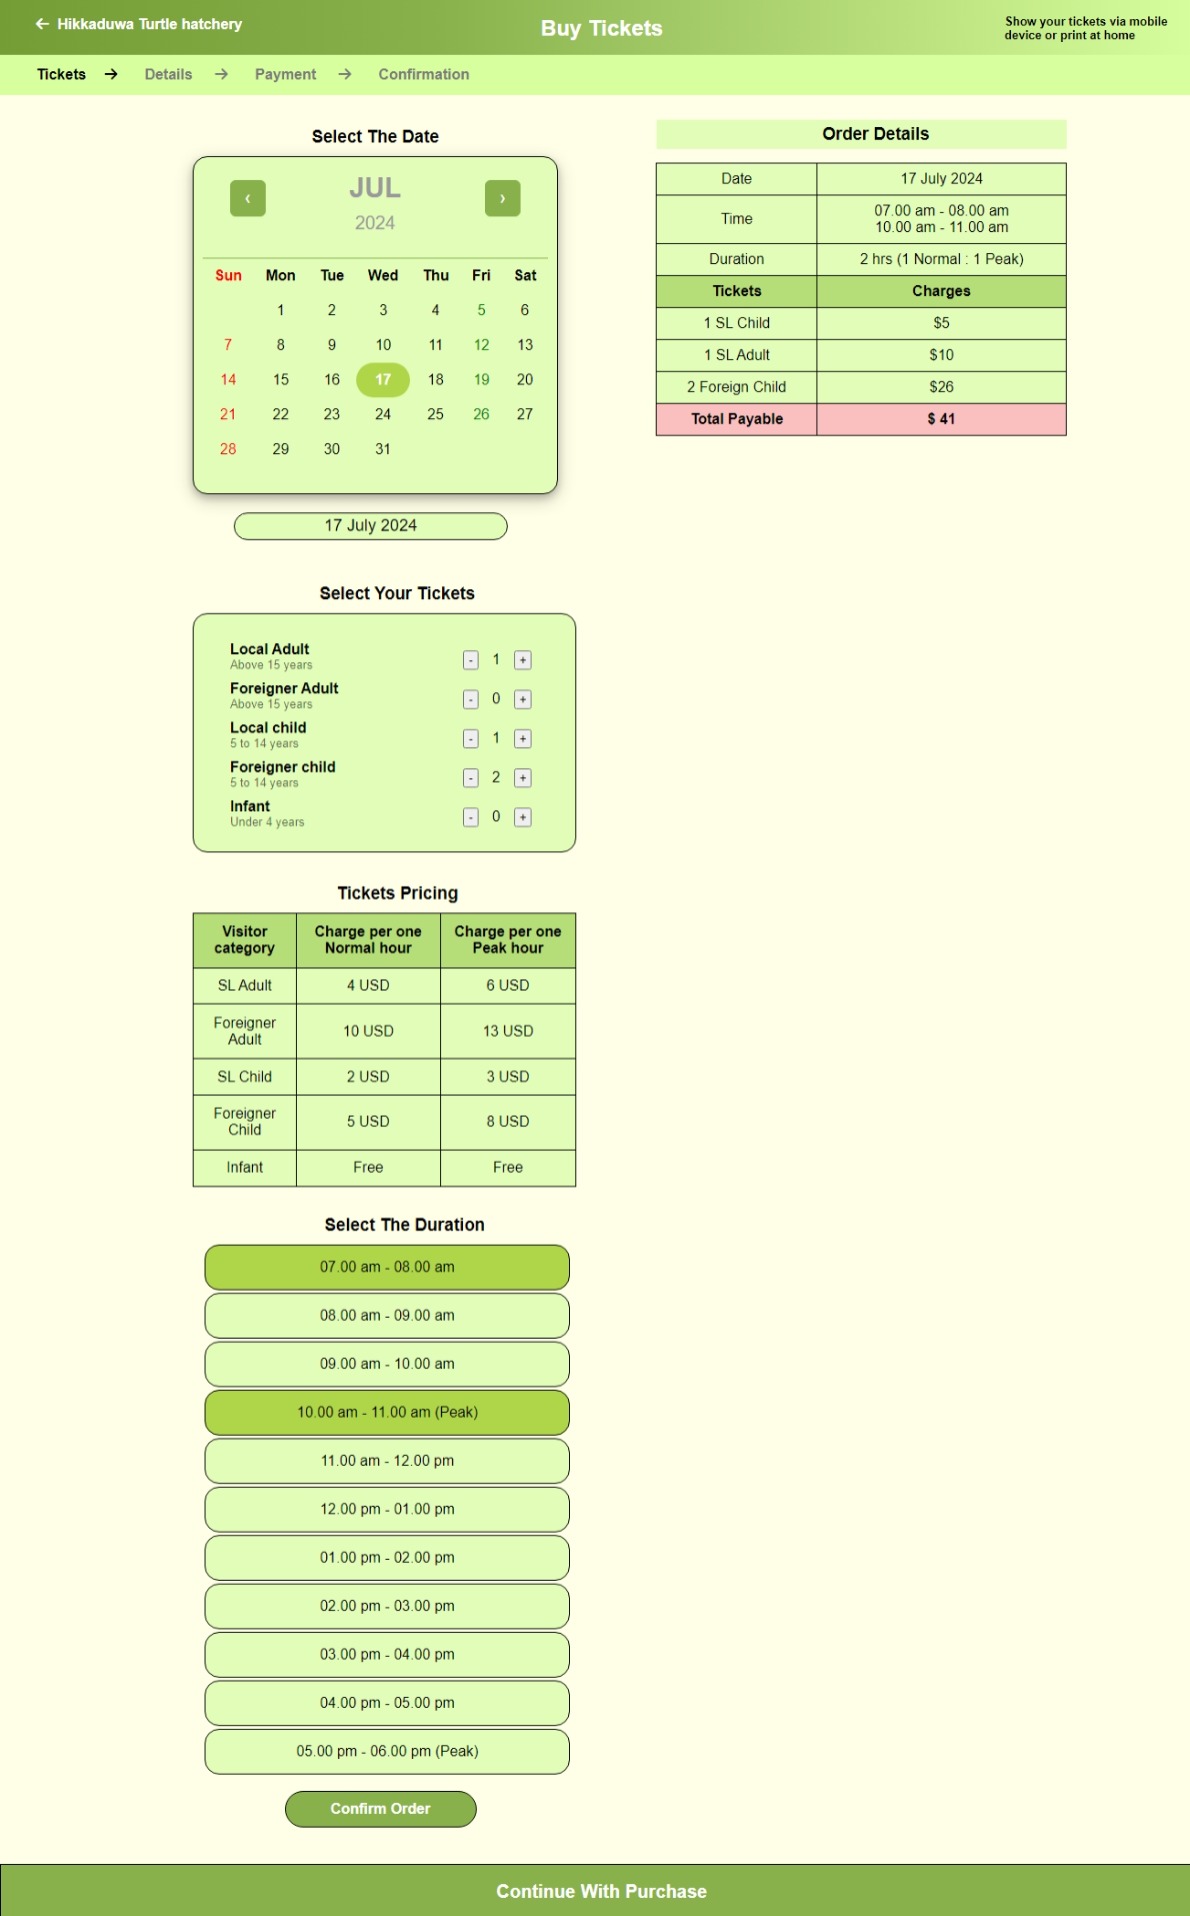 ← Hikkaduwa Turtle hatchery
Buy Tickets
Show your tickets via mobile
device or print at home
Tickets → Details → Payment → Confirmation
Select The Date
‹ JUL ›
2024
Sun Mon Tue Wed Thu Fri Sat
1 2 3 4 5 6
7 8 9 10 11 12 13
14 15 16 17 18 19 20
21 22 23 24 25 26 27
28 29 30 31
17 July 2024
Select Your Tickets
Local Adult
Above 15 years
- 1 +
Foreigner Adult
Above 15 years
- 0 +
Local child
5 to 14 years
- 1 +
Foreigner child
5 to 14 years
- 2 +
Infant
Under 4 years
- 0 +
Tickets Pricing
Visitor
category
Charge per one
Normal hour
Charge per one
Peak hour
SL Adult 4 USD 6 USD
Foreigner
Adult
10 USD 13 USD
SL Child 2 USD 3 USD
Foreigner
Child
5 USD 8 USD
Infant Free Free
Select The Duration
07.00 am - 08.00 am
08.00 am - 09.00 am
09.00 am - 10.00 am
10.00 am - 11.00 am (Peak)
11.00 am - 12.00 pm
12.00 pm - 01.00 pm
01.00 pm - 02.00 pm
02.00 pm - 03.00 pm
03.00 pm - 04.00 pm
04.00 pm - 05.00 pm
05.00 pm - 06.00 pm (Peak)
Confirm Order
Order Details
Date 17 July 2024
Time
07.00 am - 08.00 am
10.00 am - 11.00 am
Duration 2 hrs (1 Normal : 1 Peak)
Tickets Charges
1 SL Child $5
1 SL Adult $10
2 Foreign Child $26
Total Payable $ 41
Continue With Purchase